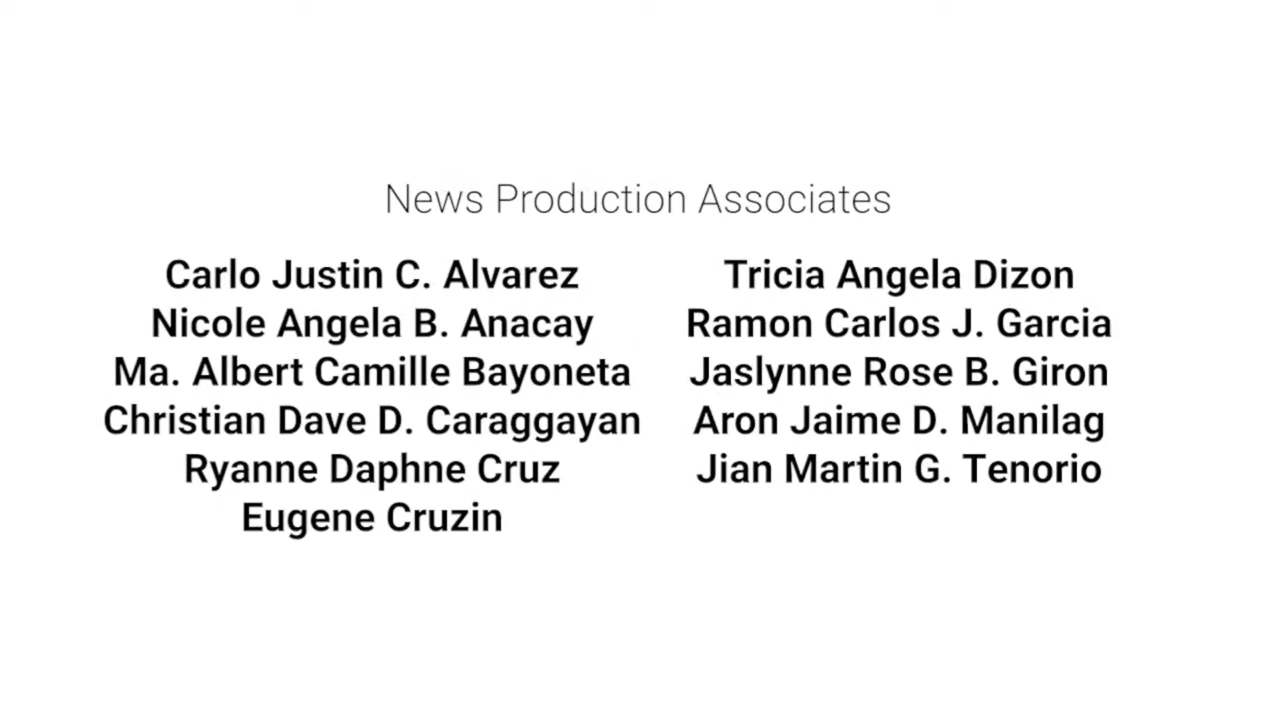 News Production Associates
Carlo Justin C. Alvarez
Nicole Angela B. Anacay
Ma. Albert Camille Bayoneta
Christian Dave D. Caraggayan
Ryanne Daphne Cruz
Eugene Cruzin
Tricia Angela Dizon
Ramon Carlos J. Garcia
Jaslynne Rose B. Giron
Aron Jaime D. Manilag
Jian Martin G. Tenorio